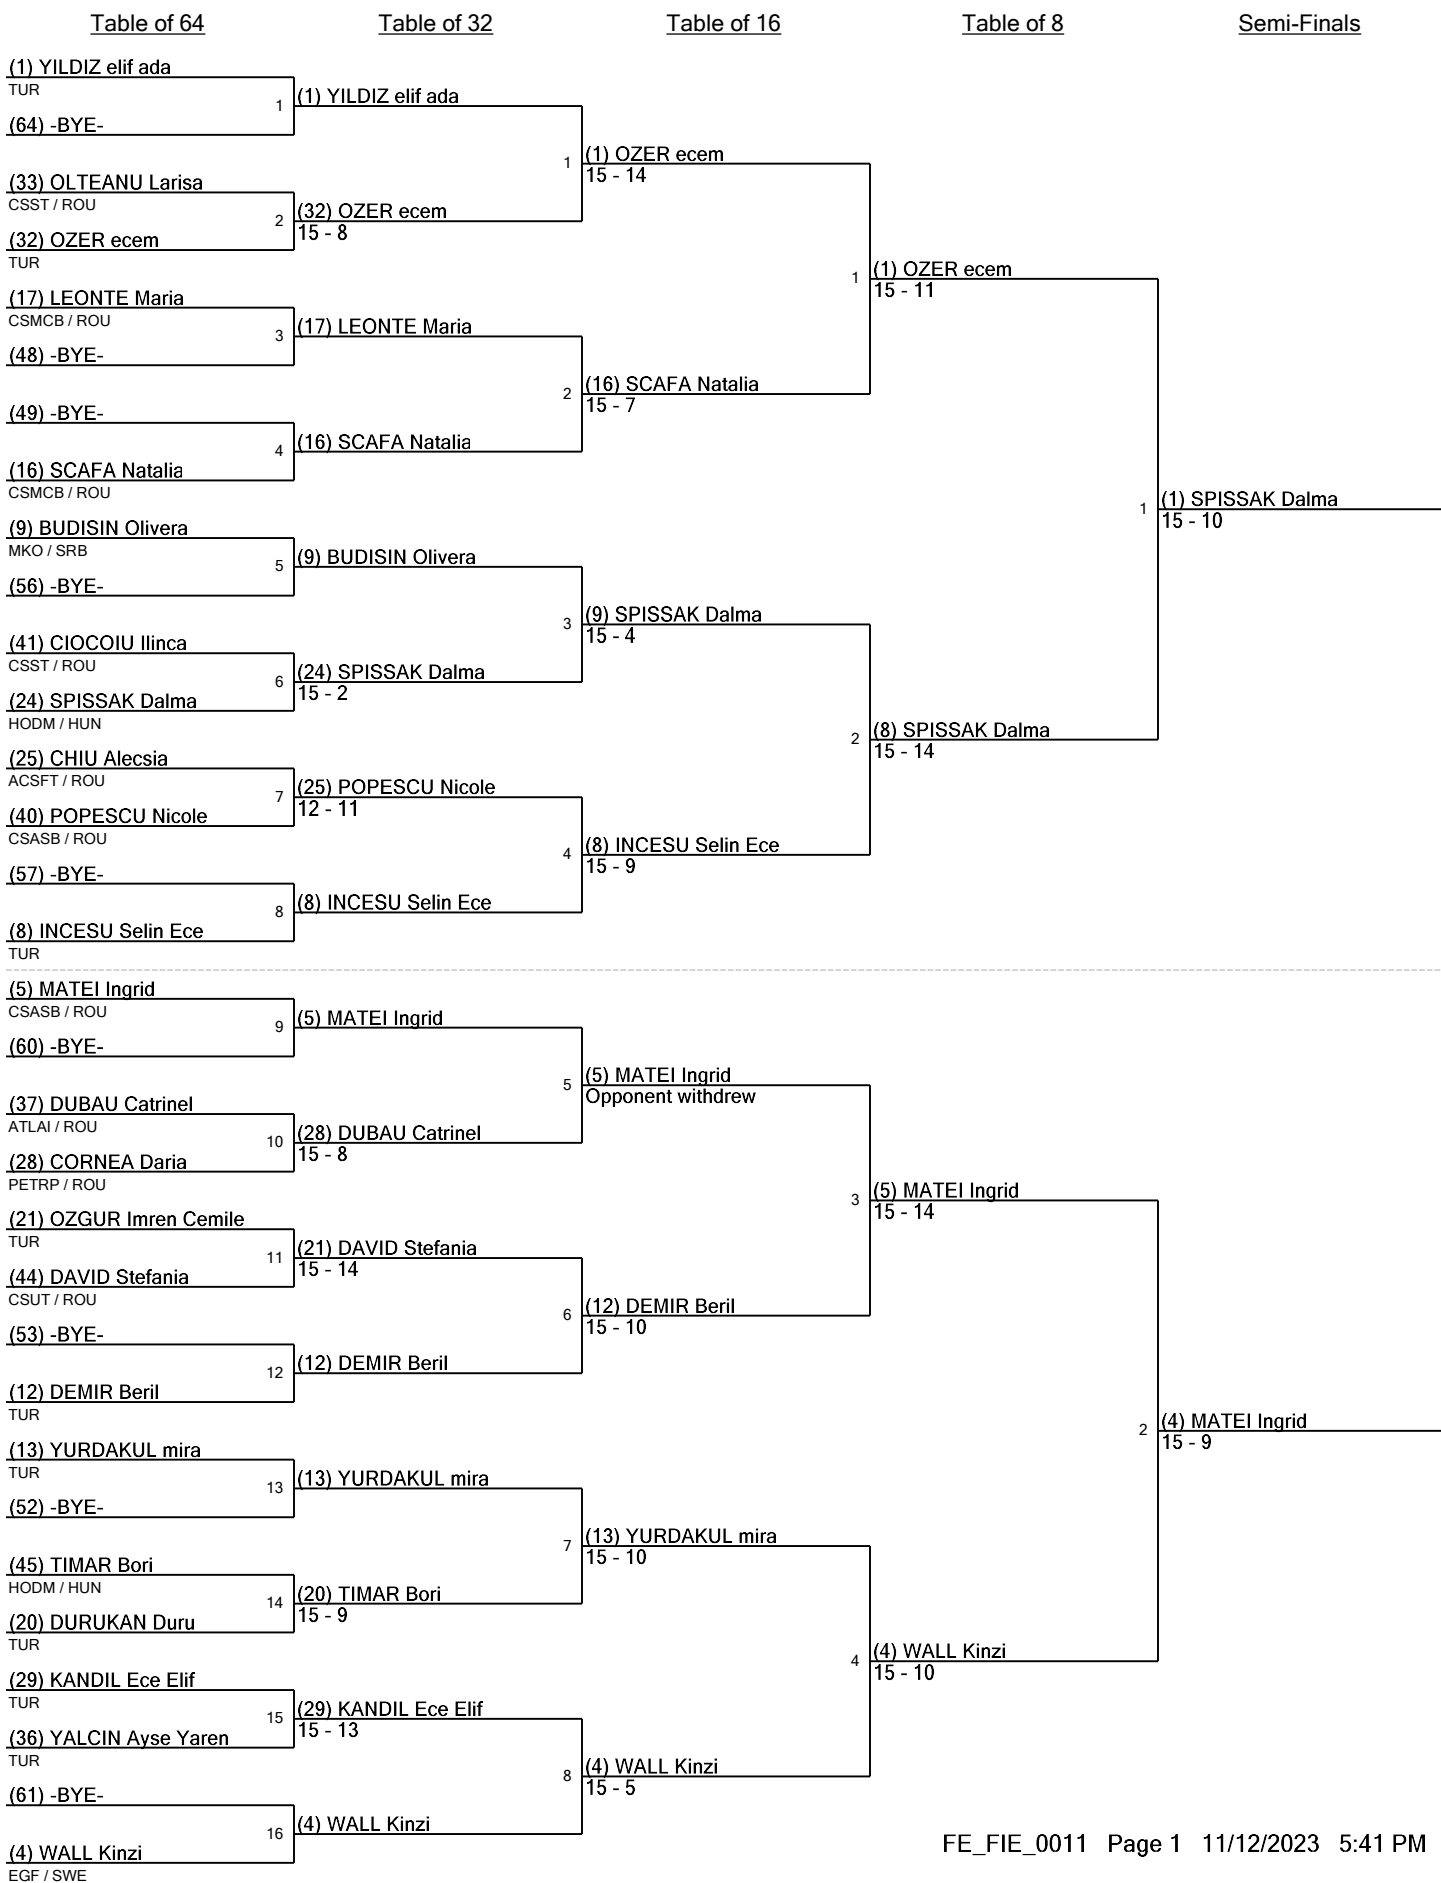 Table of 64
Table of 32
Table of 16
Table of 8
Semi-Finals
(1) YILDIZ elif ada
TUR
(64) -BYE-
(33) OLTEANU Larisa
CSST / ROU
(32) OZER ecem
TUR
(17) LEONTE Maria
CSMCB / ROU
(48) -BYE-
(49) -BYE-
(16) SCAFA Natalia
CSMCB / ROU
(9) BUDISIN Olivera
MKO / SRB
(56) -BYE-
(41) CIOCOIU Ilinca
CSST / ROU
(24) SPISSAK Dalma
HODM / HUN
(25) CHIU Alecsia
ACSFT / ROU
(40) POPESCU Nicole
CSASB / ROU
(57) -BYE-
(8) INCESU Selin Ece
TUR
(5) MATEI Ingrid
CSASB / ROU
(60) -BYE-
(37) DUBAU Catrinel
ATLAI / ROU
(28) CORNEA Daria
PETRP / ROU
(21) OZGUR Imren Cemile
TUR
(44) DAVID Stefania
CSUT / ROU
(53) -BYE-
(12) DEMIR Beril
TUR
(13) YURDAKUL mira
TUR
(52) -BYE-
(45) TIMAR Bori
HODM / HUN
(20) DURUKAN Duru
TUR
(29) KANDIL Ece Elif
TUR
(36) YALCIN Ayse Yaren
TUR
(61) -BYE-
(4) WALL Kinzi
EGF / SWE
1
(1) YILDIZ elif ada
2
(32) OZER ecem
15 - 8
3
(17) LEONTE Maria
4
(16) SCAFA Natalia
5
(9) BUDISIN Olivera
6
(24) SPISSAK Dalma
15 - 2
7
(25) POPESCU Nicole
12 - 11
8
(8) INCESU Selin Ece
9
(5) MATEI Ingrid
10
(28) DUBAU Catrinel
15 - 8
11
(21) DAVID Stefania
15 - 14
12
(12) DEMIR Beril
13
(13) YURDAKUL mira
14
(20) TIMAR Bori
15 - 9
15
(29) KANDIL Ece Elif
15 - 13
16
(4) WALL Kinzi
1
(1) OZER ecem
15 - 14
2
(16) SCAFA Natalia
15 - 7
3
(9) SPISSAK Dalma
15 - 4
4
(8) INCESU Selin Ece
15 - 9
5
(5) MATEI Ingrid
Opponent withdrew
6
(12) DEMIR Beril
15 - 10
7
(13) YURDAKUL mira
15 - 10
8
(4) WALL Kinzi
15 - 5
1
(1) OZER ecem
15 - 11
2
(8) SPISSAK Dalma
15 - 14
3
(5) MATEI Ingrid
15 - 14
4
(4) WALL Kinzi
15 - 10
1
(1) SPISSAK Dalma
15 - 10
2
(4) MATEI Ingrid
15 - 9
FE_FIE_0011 Page 1 11/12/2023 5:41 PM